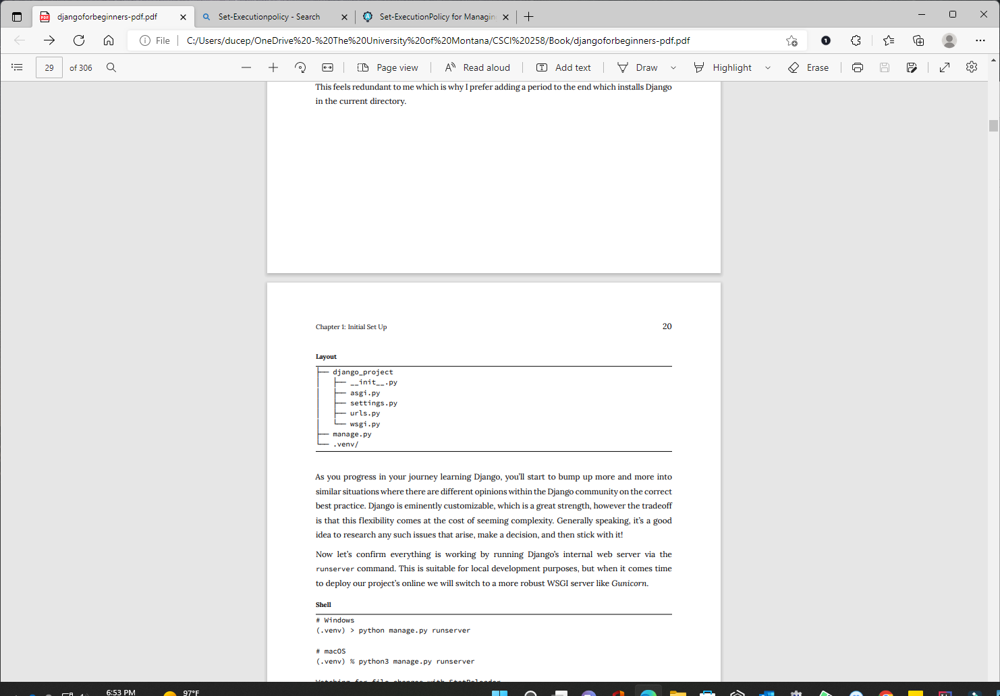 djangoforbeginners-pdf.pdf
Set-Executionpolicy - Search
Set-ExecutionPolicy for Managin
File
C:/Users/ducep/OneDrive%20-%20The%20University%20of%20Montana/CSCI%20258/Book/djangoforbeginners-pdf.pdf
29 of 306
Page view
Read aloud
Add text
Draw
Highlight
Erase
This feels redundant to me which is why I prefer adding a period to the end which installs Django
in the current directory.
Chapter 1: Initial Set Up 20
Layout
├── django_project
│   ├── __init__.py
│   ├── asgi.py
│   ├── settings.py
│   ├── urls.py
│   └── wsgi.py
├── manage.py
└── .venv/
As you progress in your journey learning Django, you’ll start to bump up more and more into
similar situations where there are different opinions within the Django community on the correct
best practice. Django is eminently customizable, which is a great strength, however the tradeoff
is that this flexibility comes at the cost of seeming complexity. Generally speaking, it’s a good
idea to research any such issues that arise, make a decision, and then stick with it!
Now let’s confirm everything is working by running Django’s internal web server via the
runserver command. This is suitable for local development purposes, but when it comes time
to deploy our project’s online we will switch to a more robust WSGI server like Gunicorn.
Shell
# Windows
(.venv) > python manage.py runserver
# macOS
(.venv) % python3 manage.py runserver
Watching for file changes with StatReloader
6:53 PM
97°F